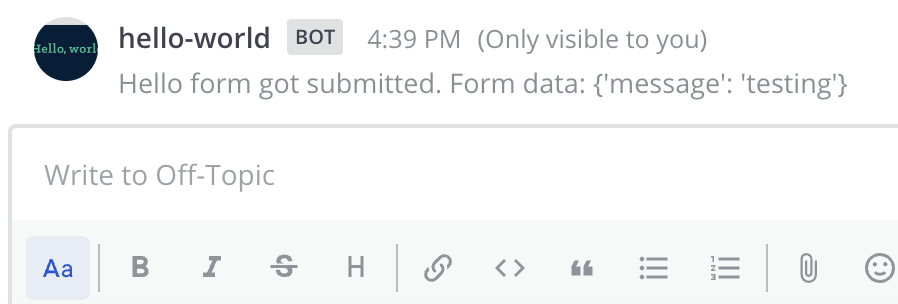 Hello, worl
hello-world BOT 4:39 PM (Only visible to you)
Hello form got submitted. Form data: {'message': 'testing'}
Write to Off-Topic
Aa B I S H